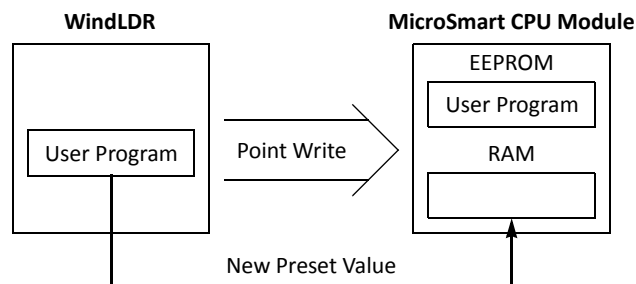 WindLDR
MicroSmart CPU Module
EEPROM
User Program
User Program
Point Write
RAM
New Preset Value